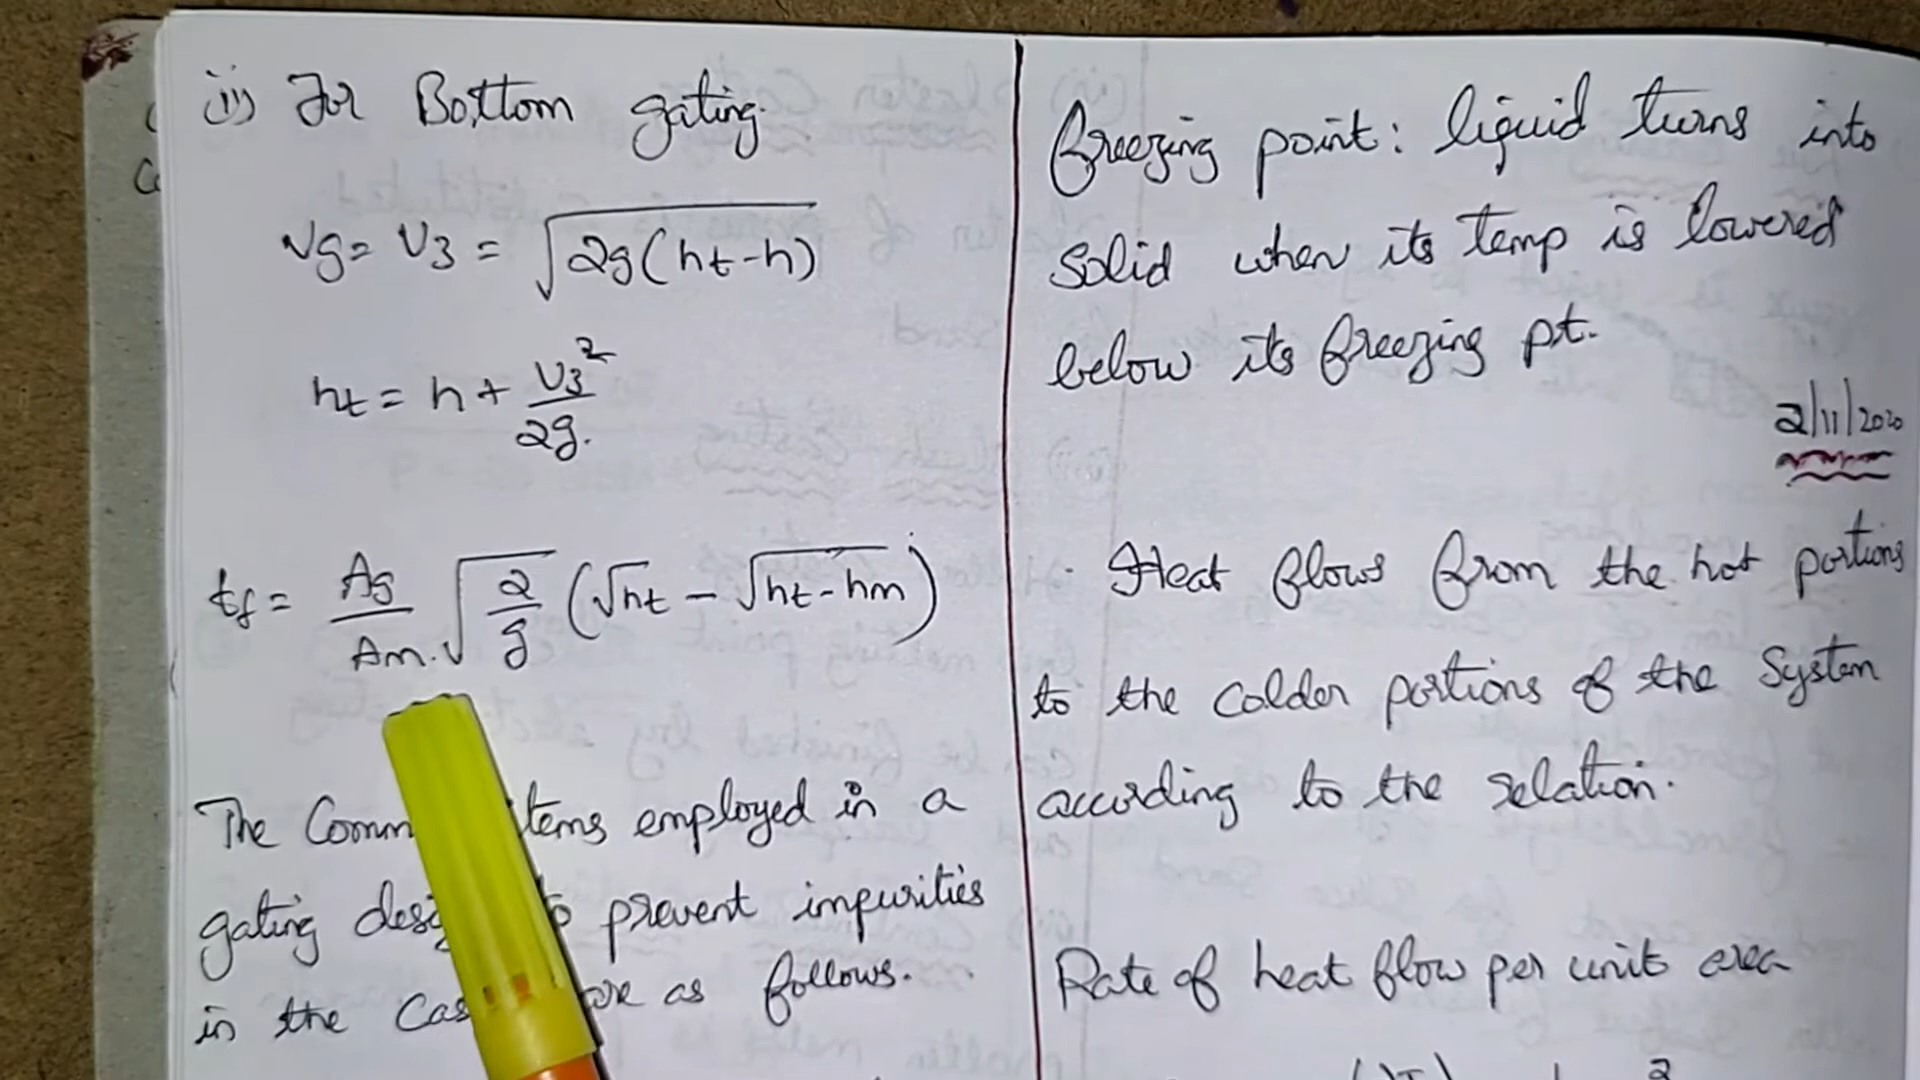 ii) For Bottom gating.
Vg = V3 = √2g(ht-h)
ht = h + V3²/2g.
tf = Ag/Am. √2/g (√ht - √ht-hm)
The Comm tems employed in a
gating desi to prevent impurities
in the Cas are as follows.
freezing point: liquid turns into
solid when its temp is lowered
below its freezing pt.
2/11/2020
Heat flows from the hot portions
to the colder portions of the system
according to the relation.
Rate of heat flow per unit area